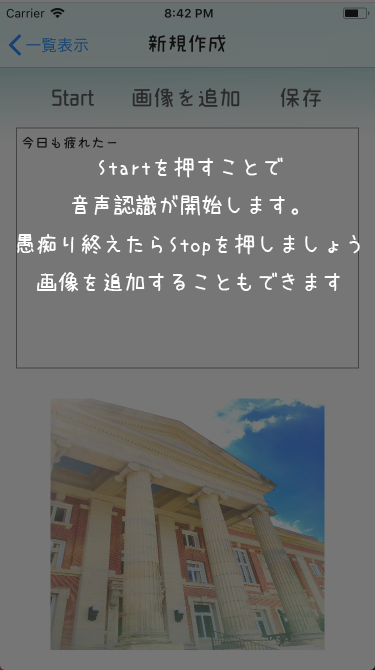 Carrier 8:42 PM
一覧表示 新規作成
Start 画像を追加 保存
今日も疲れたー
Startを押すことで
音声認識が開始します。
愚痴り終えたらStopを押しましょう
画像を追加することもできます